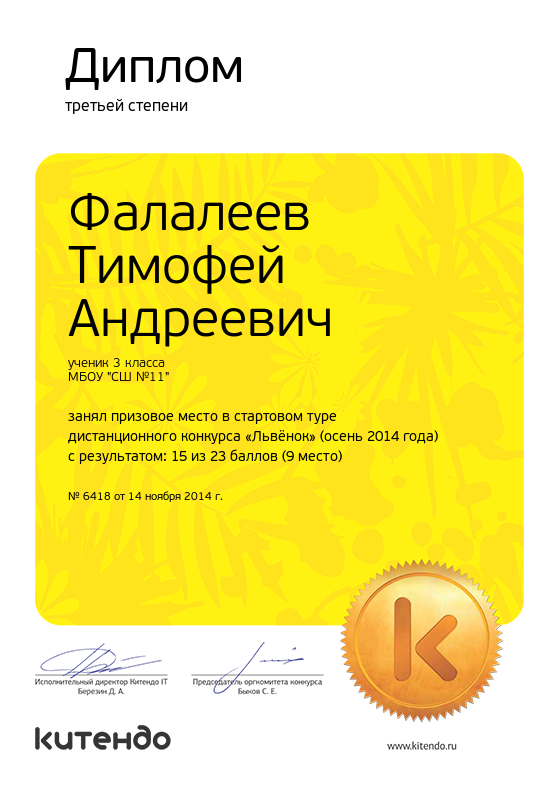 Диплом
третьей степени
Фалалеев
Тимофей
Андреевич
ученик 3 класса
МБОУ "СШ №11"
занял призовое место в стартовом туре
дистанционного конкурса «Львёнок» (осень 2014 года)
с результатом: 15 из 23 баллов (9 место)
№ 6418 от 14 ноября 2014 г.
к
Исполнительный директор Китендо IT
Березин Д. А.
Председатель оргкомитета конкурса
Быков С. Е.
китендо
www.kitendo.ru